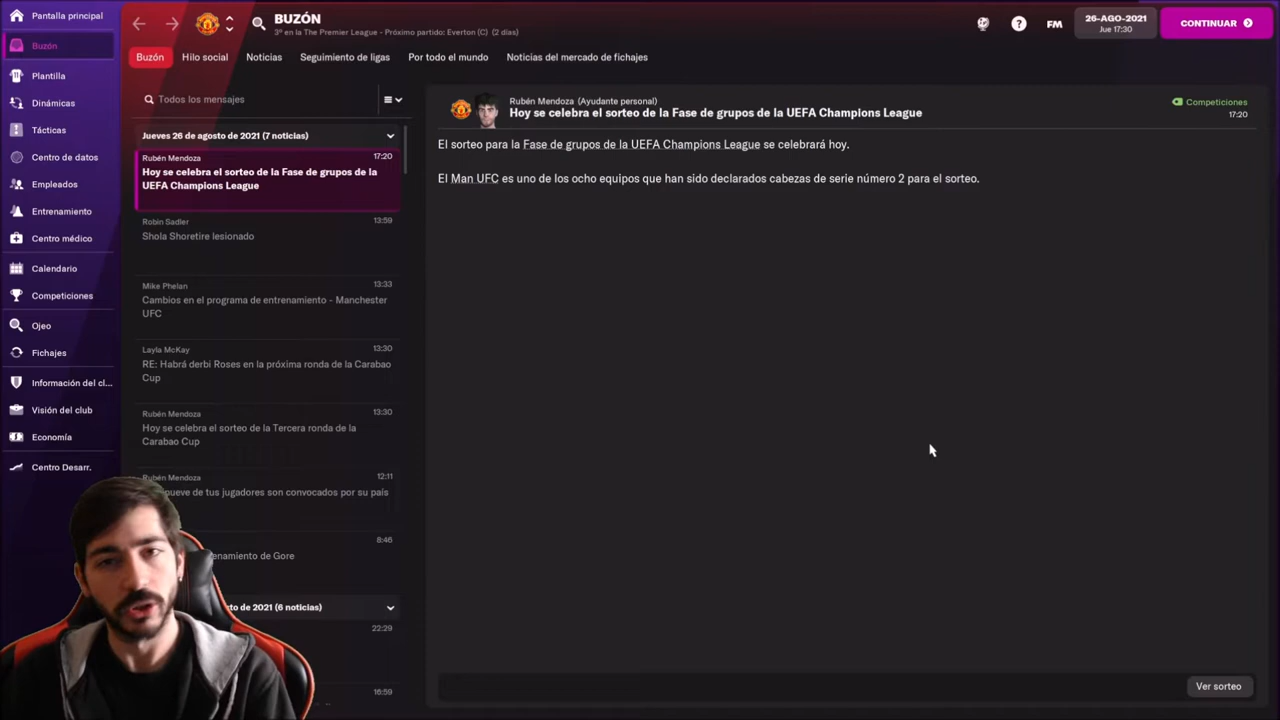 Pantalla principal
Buzón
Plantilla
Dinámicas
Tácticas
Centro de datos
Empleados
Entrenamiento
Centro médico
Calendario
Competiciones
Ojeo
Fichajes
Información del cl...
Visión del club
Economía
Centro Desarr.
BUZÓN
3º en la The Premier League - Próximo partido: Everton (C) (2 días)
?
FM
26-AGO-2021
Jue 17:30
CONTINUAR
Buzón
Hilo social
Noticias
Seguimiento de ligas
Por todo el mundo
Noticias del mercado de fichajes
Todos los mensajes
Jueves 26 de agosto de 2021 (7 noticias)
Rubén Mendoza 17:20
Hoy se celebra el sorteo de la Fase de grupos de la
UEFA Champions League
Robin Sadler 13:59
Shola Shoretire lesionado
Mike Phelan 13:33
Cambios en el programa de entrenamiento - Manchester
UFC
Layla McKay 13:30
RE: Habrá derbi Roses en la próxima ronda de la Carabao
Cup
Rubén Mendoza 13:30
Hoy se celebra el sorteo de la Tercera ronda de la
Carabao Cup
Rubén Mendoza 12:11
nueve de tus jugadores son convocados por su país
8:46
enamiento de Gore
de 2021 (6 noticias)
22:29
16:59
Rubén Mendoza (Ayudante personal)
Hoy se celebra el sorteo de la Fase de grupos de la UEFA Champions League
Competiciones
17:20
El sorteo para la Fase de grupos de la UEFA Champions League se celebrará hoy.
El Man UFC es uno de los ocho equipos que han sido declarados cabezas de serie número 2 para el sorteo.
Ver sorteo